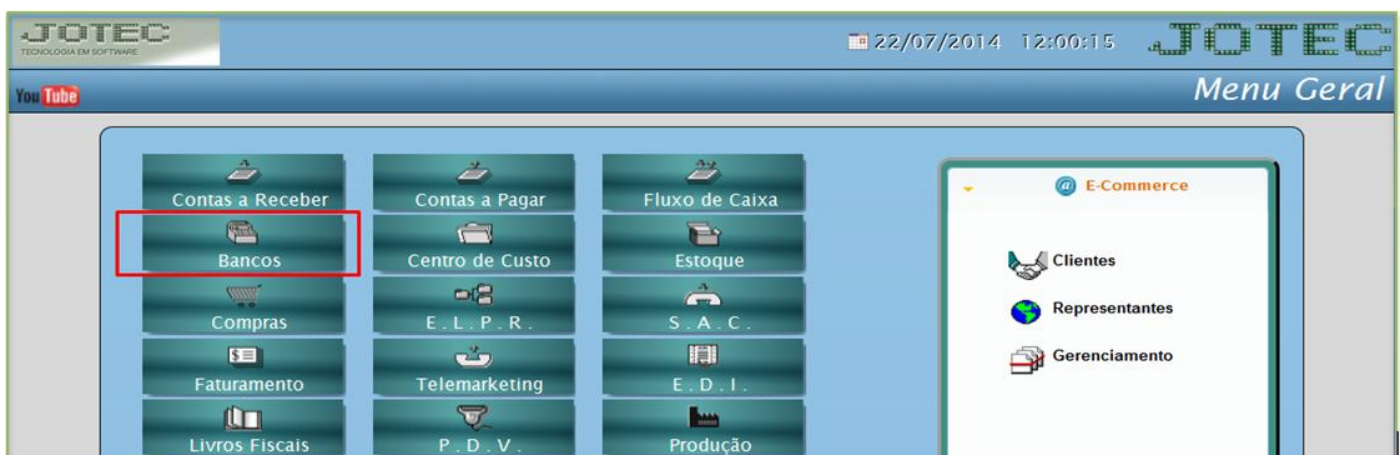 JOTEC
TECNOLOGIA EM SOFTWARE
22/07/2014 12:00:15
JOTEC
You Tube
Menu Geral
Contas a Receber
Contas a Pagar
Fluxo de Caixa
Bancos
Centro de Custo
Estoque
Compras
E.L.P.R.
S.A.C.
Faturamento
Telemarketing
E.D.I.
Livros Fiscais
P.D.V.
Produção
@ E-Commerce
Clientes
Representantes
Gerenciamento